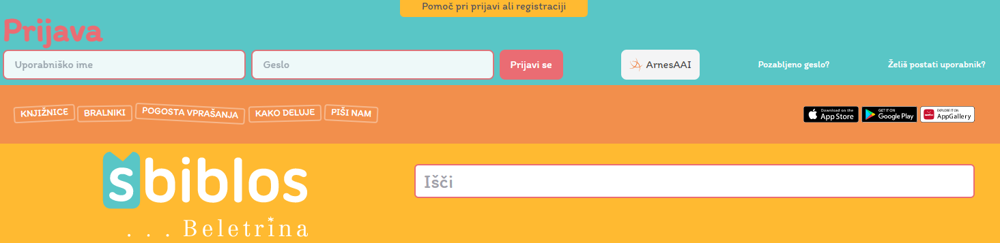 Pomoč pri prijavi ali registraciji
Prijava
Uporabniško ime
Geslo
Prijavi se
ArnesAAI
Pozabljeno geslo?
Želiš postati uporabnik?
KNJIŽNICE
BRALNIKI
POGOSTA VPRAŠANJA
KAKO DELUJE
PIŠI NAM
Download on the
App Store
GET IT ON
Google Play
EXPLORE IT ON
AppGallery
sbiblos
Išči
. . . Beletrina